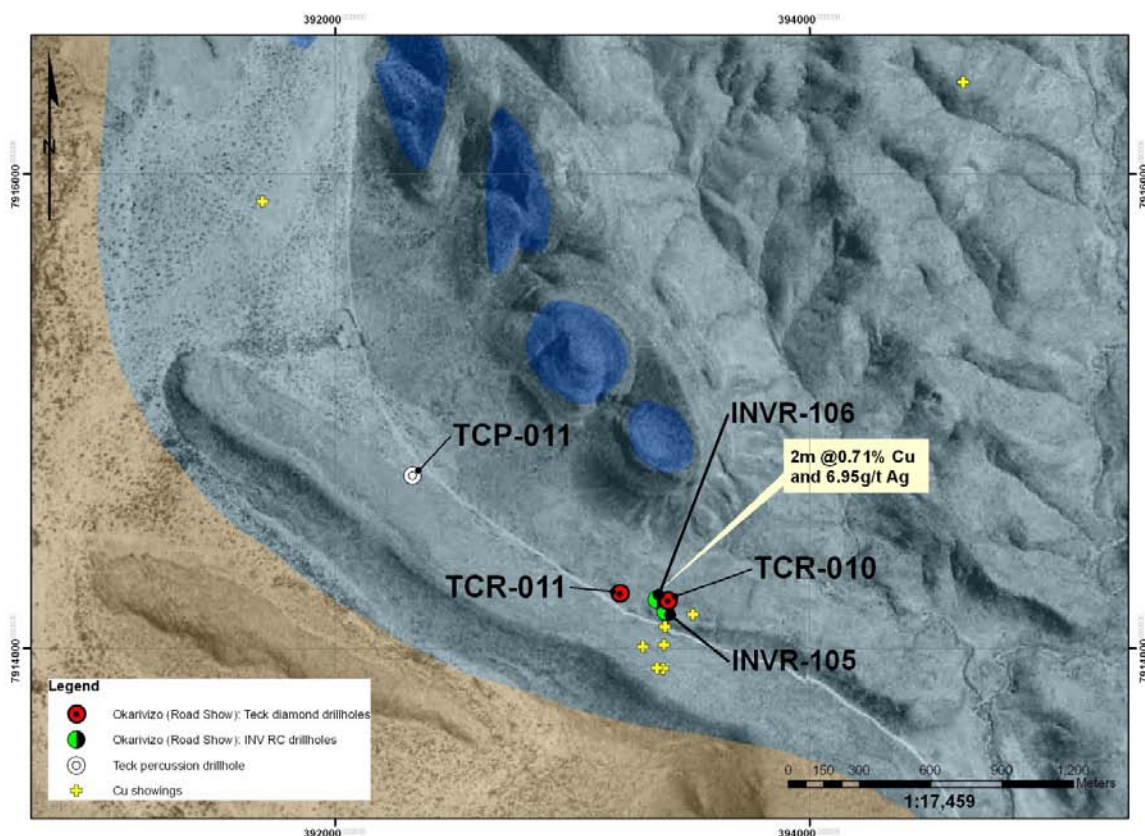 392000
394000
7916000
7916000
N
INVR-106
TCP-011
2m @0.71% Cu
and 6.95g/t Ag
TCR-011
TCR-010
INVR-105
7914000
7914000
Legend
Okarivizo (Road Show): Teck diamond drillholes
Okarivizo (Road Show): INV RC drillholes
Teck percussion drillhole
Cu showings
0 150 300 600 900 1,200
Meters
1:17,459
392000
394000